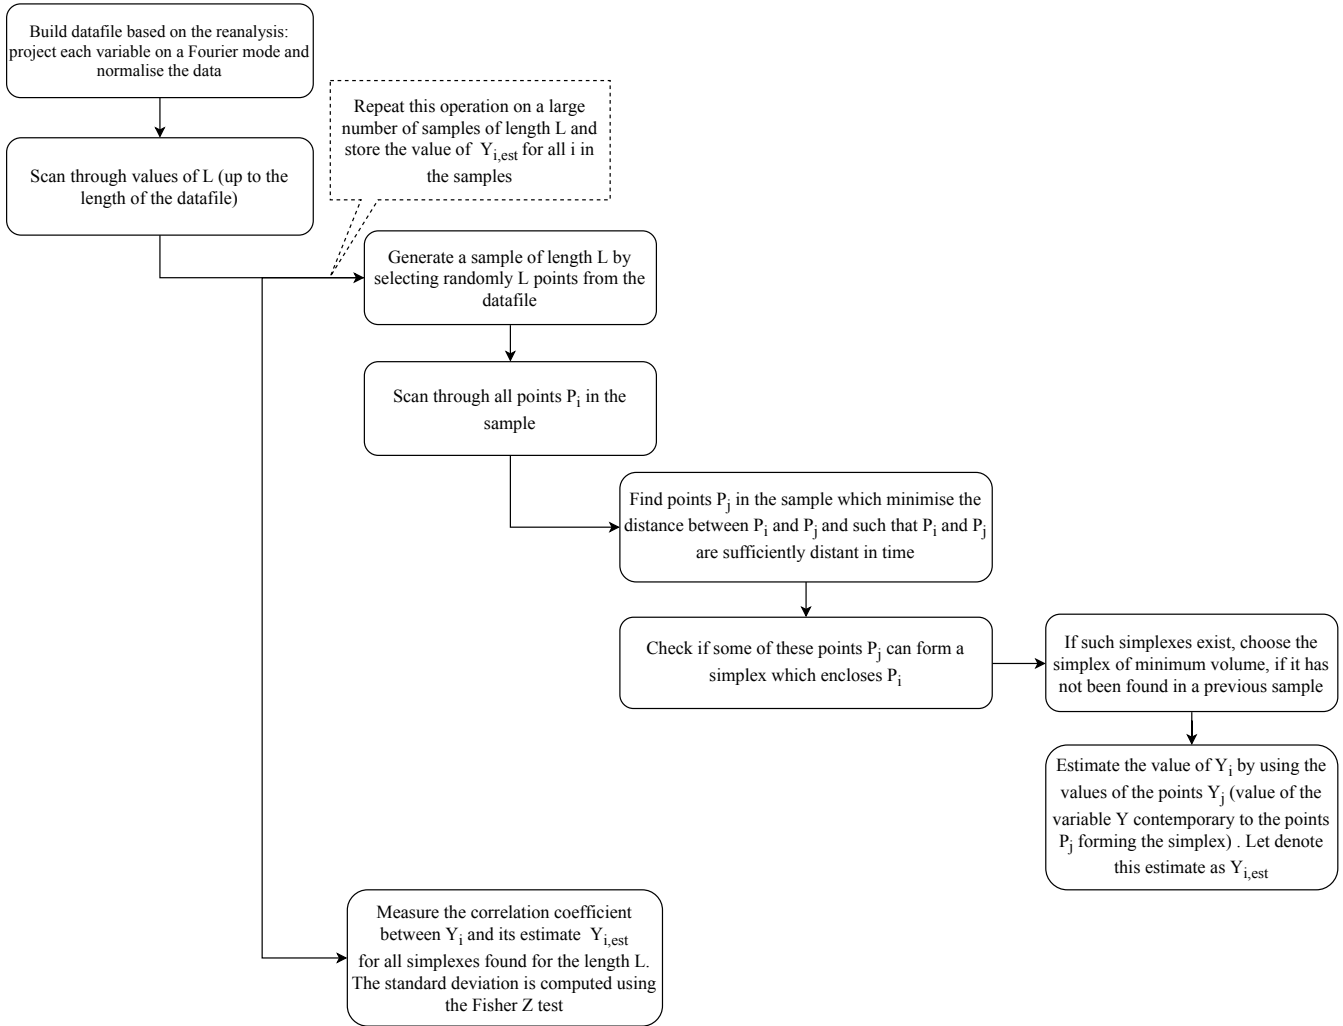 Build datafile based on the reanalysis:
project each variable on a Fourier mode and
normalise the data
Repeat this operation on a large
number of samples of length L and
store the value of Y_i,est for all i in
the samples
Scan through values of L (up to the
length of the datafile)
Generate a sample of length L by
selecting randomly L points from the
datafile
Scan through all points P_i in the
sample
Find points P_j in the sample which minimise the
distance between P_i and P_j and such that P_i and P_j
are sufficiently distant in time
Check if some of these points P_j can form a
simplex which encloses P_i
If such simplexes exist, choose the
simplex of minimum volume, if it has
not been found in a previous sample
Estimate the value of Y_i by using the
values of the points Y_j (value of the
variable Y contemporary to the points
P_j forming the simplex) . Let denote
this estimate as Y_i,est
Measure the correlation coefficient
between Y_i and its estimate Y_i,est
for all simplexes found for the length L.
The standard deviation is computed using
the Fisher Z test